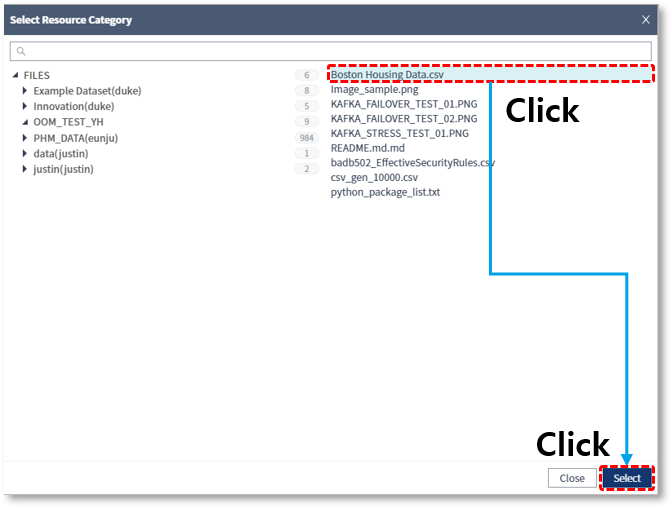 Select Resource Category X
FILES 6
Example Dataset(duke) 8
Innovation(duke) 5
OOM_TEST_YH 9
PHM_DATA(eunju) 984
data(justin) 1
justin(justin) 2
Boston Housing Data.csv
Image_sample.png
KAFKA_FAILOVER_TEST_01.PNG
KAFKA_FAILOVER_TEST_02.PNG
KAFKA_STRESS_TEST_01.PNG
README.md.md
badb502_EffectiveSecurityRules.csv
csv_gen_10000.csv
python_package_list.txt
Click
Click
Close Select